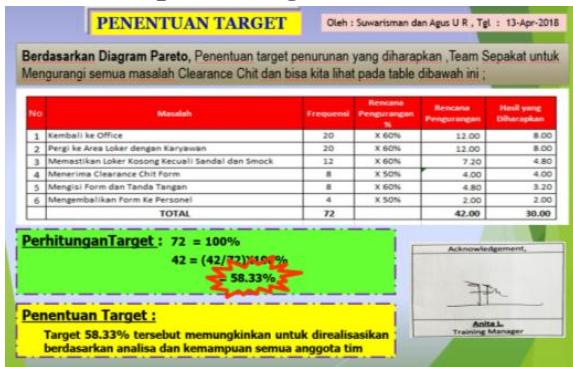 PENENTUAN TARGET
Oleh : Suwarisman dan Agus U R , Tgl : 13-Apr-2018
Berdasarkan Diagram Pareto, Penentuan target penurunan yang diharapkan ,Team Sepakat untuk
Mengurangi semua masalah Clearance Chit dan bisa kita lihat pada table dibawah ini ;
No Masalah Frequensi Rencana Pengurangan % Rencana Pengurangan Hasil yang Diharapkan
1 Kembali ke Office 20 X 60% 12.00 8.00
2 Pergi ke Area Loker dengan Karyawan 20 X 60% 12.00 8.00
3 Memastikan Loker Kosong Kecuali Sandal dan Smock 12 X 60% 7.20 4.80
4 Menerima Clearance Chit Form 8 X 50% 4.00 4.00
5 Mengisi Form dan Tanda Tangan 8 X 60% 4.80 3.20
6 Mengembalikan Form Ke Personel 4 X 50% 2.00 2.00
TOTAL 72 42.00 30.00
PerhitunganTarget : 72 = 100%
42 = (42/72)X100%
= 58.33%
Acknowledgement,
Anita L.
Training Manager
Penentuan Target :
Target 58.33% tersebut memungkinkan untuk direalisasikan
berdasarkan analisa dan kemampuan semua anggota tim